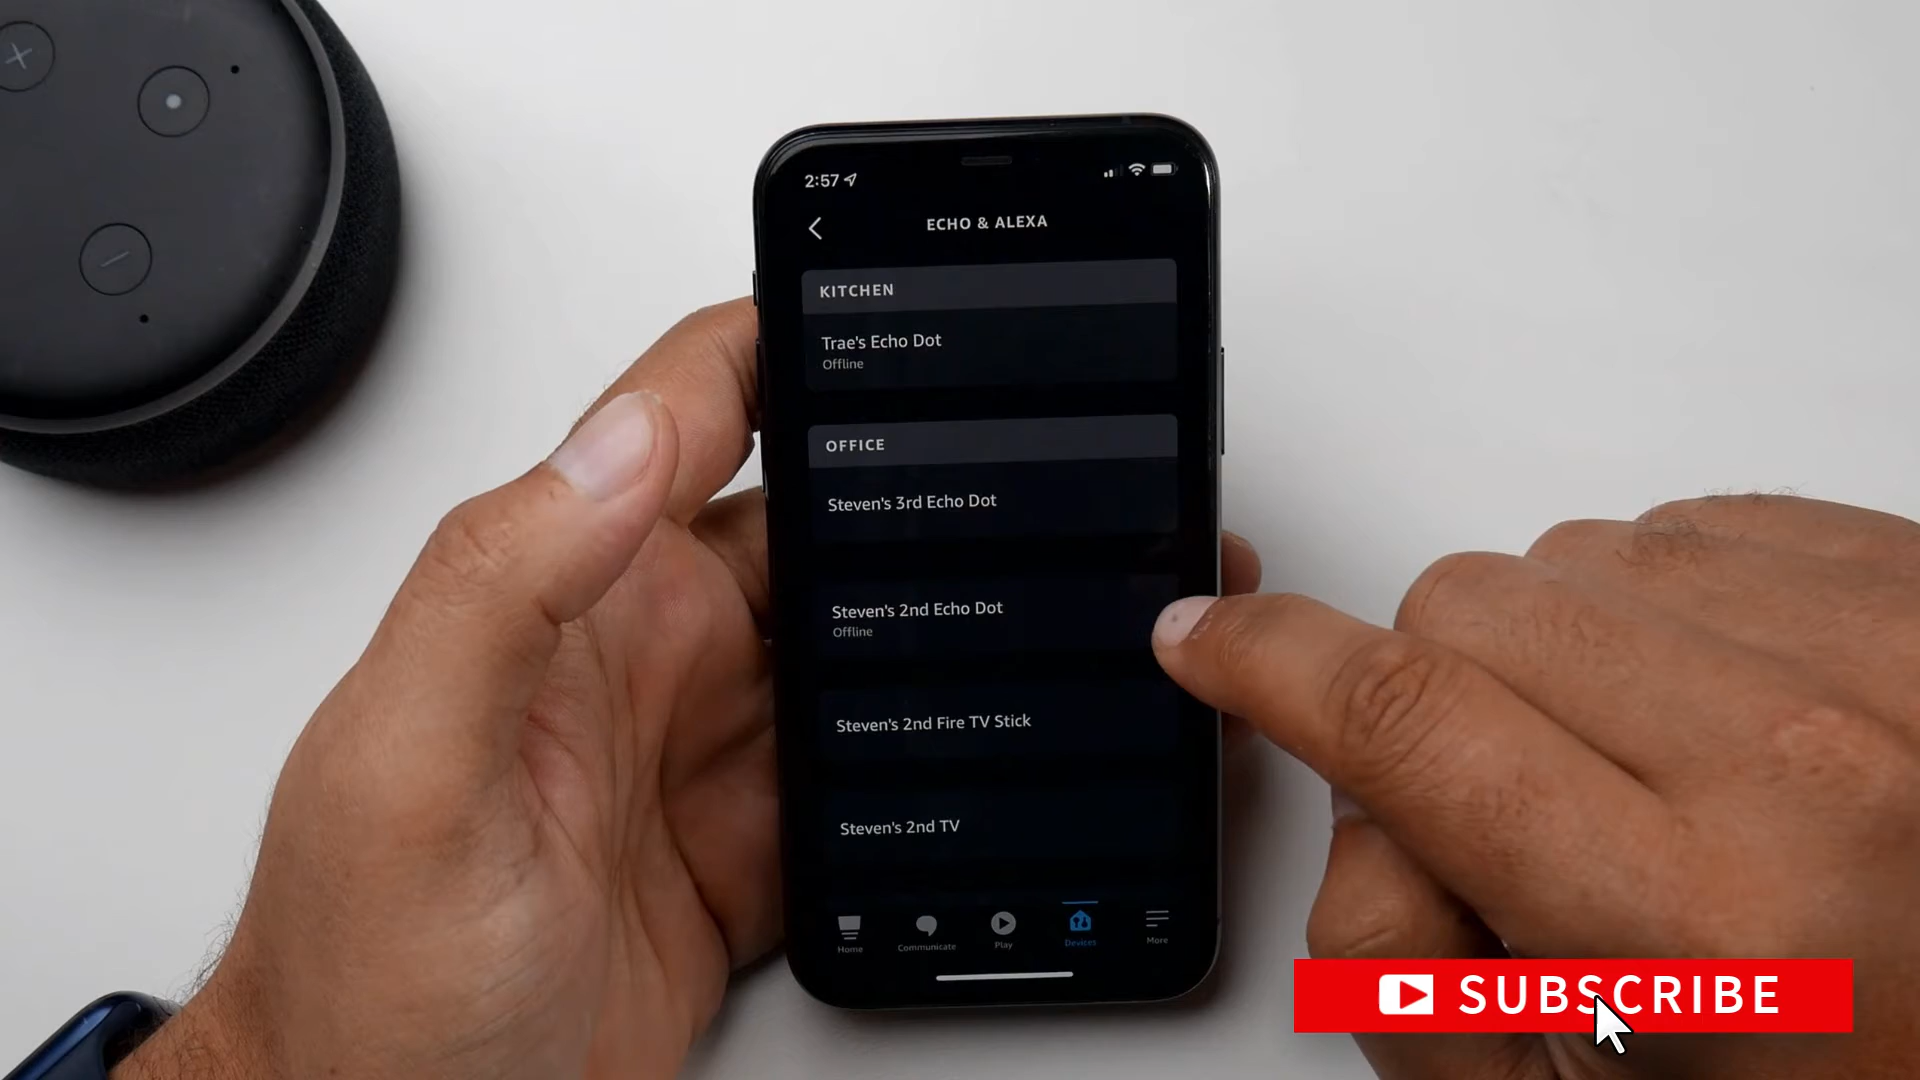 2:57
ECHO & ALEXA
KITCHEN
Trae's Echo Dot
Offline
OFFICE
Steven's 3rd Echo Dot
Steven's 2nd Echo Dot
Offline
Steven's 2nd Fire TV Stick
Steven's 2nd TV
Home
Communicate
Play
Devices
More
SUBSCRIBE